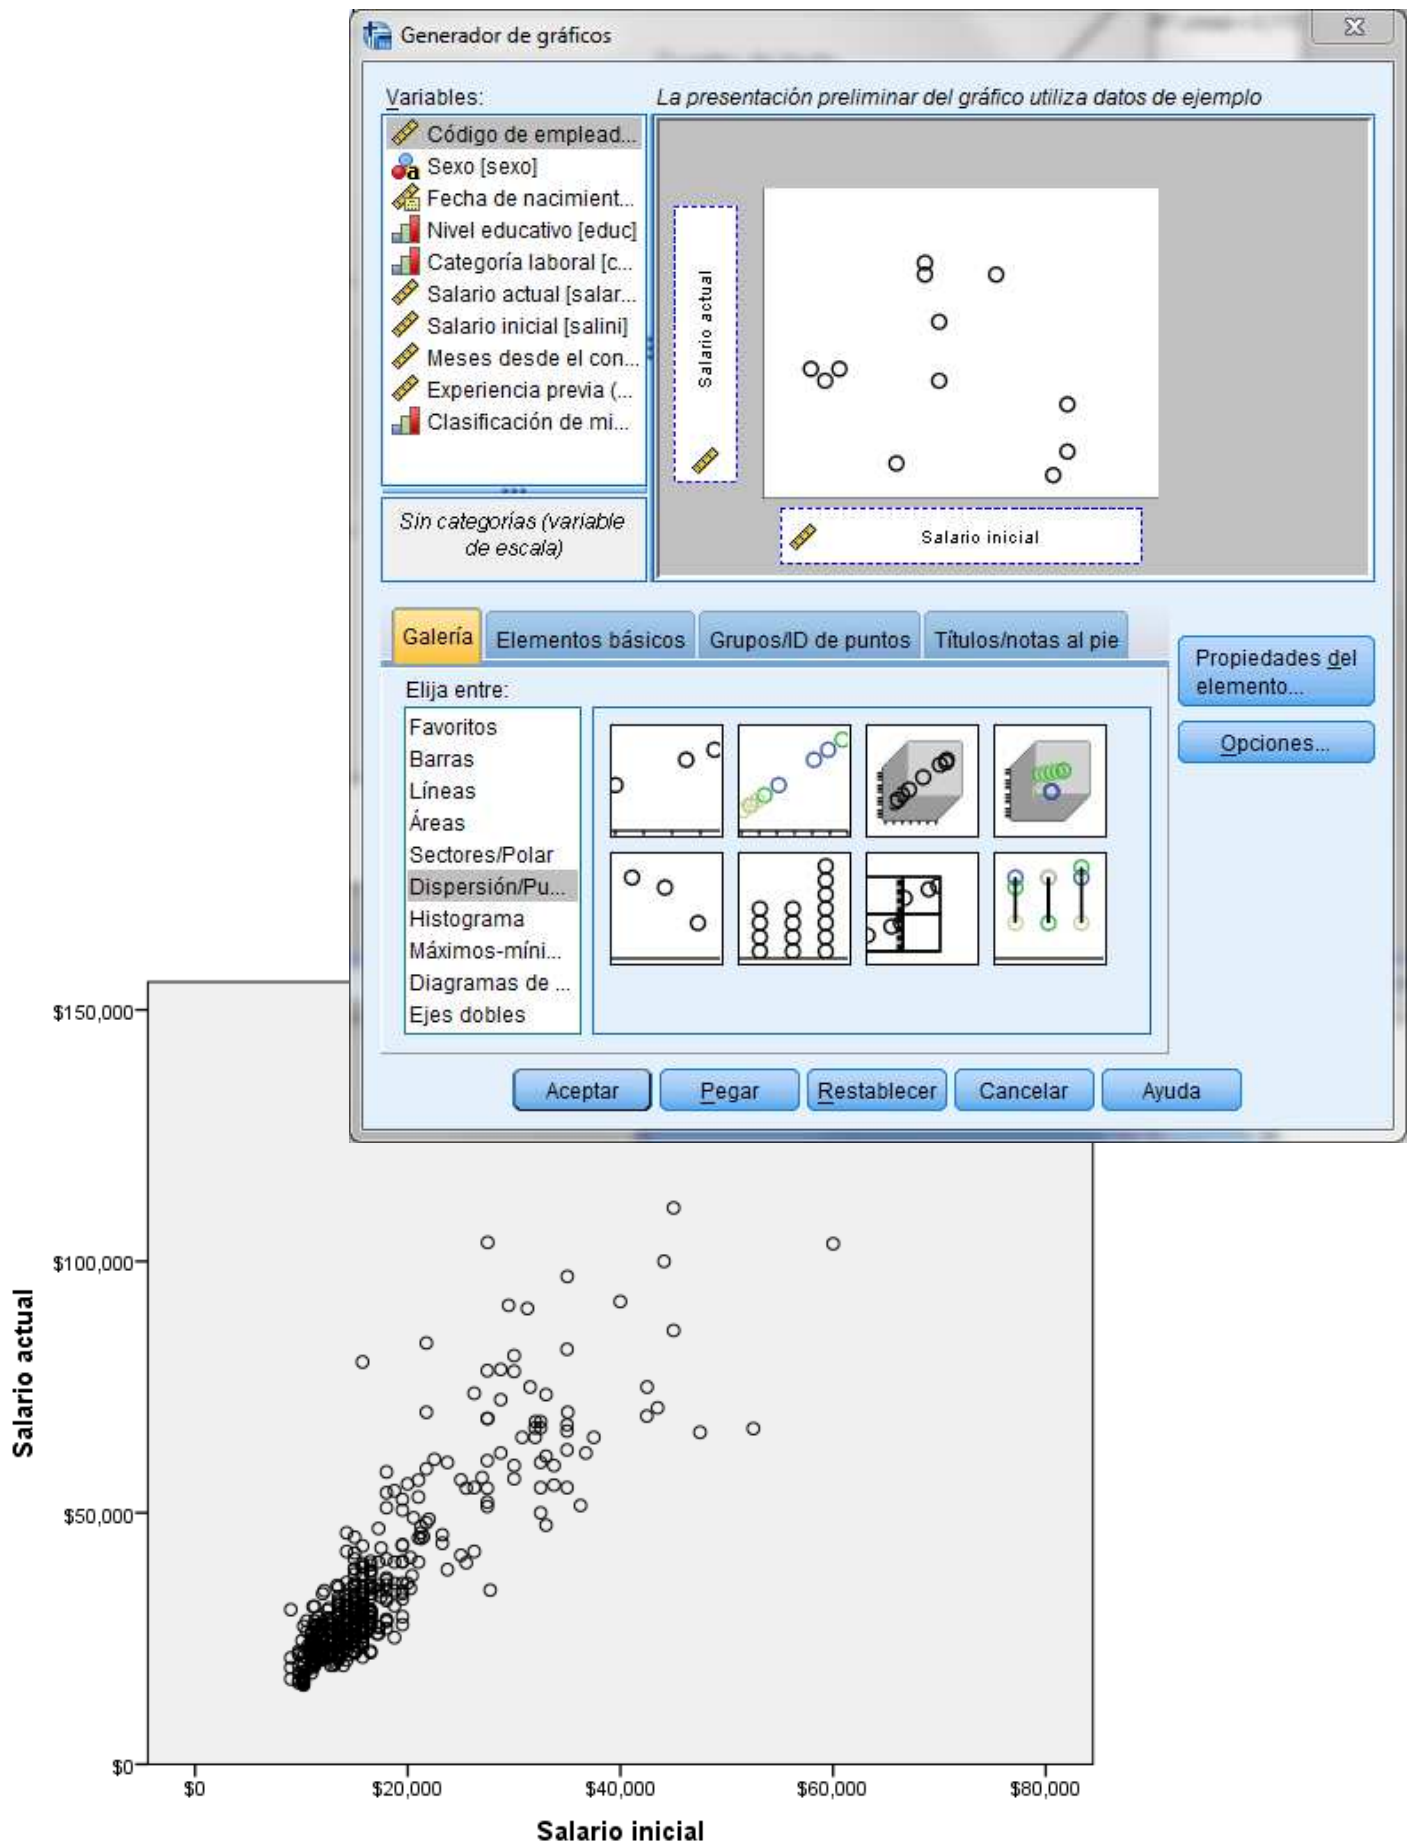 Generador de gráficos
Variables:
La presentación preliminar del gráfico utiliza datos de ejemplo
Código de emplead...
Sexo [sexo]
Fecha de nacimient...
Nivel educativo [educ]
Categoría laboral [c...
Salario actual [salar...
Salario inicial [salini]
Meses desde el con...
Experiencia previa (...
Clasificación de mi...
Sin categorías (variable
de escala)
Salario actual
Salario inicial
Galería
Elementos básicos
Grupos/ID de puntos
Títulos/notas al pie
Propiedades del
elemento...
Opciones...
Elija entre:
Favoritos
Barras
Líneas
Áreas
Sectores/Polar
Dispersión/Pu...
Histograma
Máximos-míni...
Diagramas de ...
Ejes dobles
Aceptar
Pegar
Restablecer
Cancelar
Ayuda
$150,000
$100,000
$50,000
$0
Salario actual
$0
$20,000
$40,000
$60,000
$80,000
Salario inicial